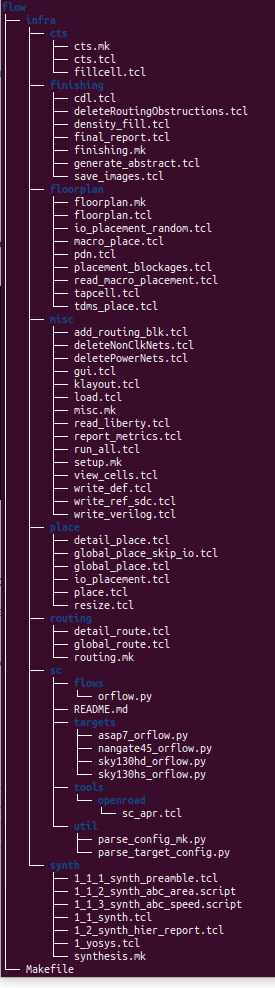 flow
infra
cts
cts.mk
cts.tcl
fillcell.tcl
finishing
cdl.tcl
deleteRoutingObstructions.tcl
density_fill.tcl
final_report.tcl
finishing.mk
generate_abstract.tcl
save_images.tcl
floorplan
floorplan.mk
floorplan.tcl
io_placement_random.tcl
macro_place.tcl
pdn.tcl
placement_blockages.tcl
read_macro_placement.tcl
tapcell.tcl
tdms_place.tcl
misc
add_routing_blk.tcl
deleteNonClkNets.tcl
deletePowerNets.tcl
gui.tcl
klayout.tcl
load.tcl
misc.mk
read_liberty.tcl
report_metrics.tcl
run_all.tcl
setup.mk
view_cells.tcl
write_def.tcl
write_ref_sdc.tcl
write_verilog.tcl
place
detail_place.tcl
global_place_skip_io.tcl
global_place.tcl
io_placement.tcl
place.tcl
resize.tcl
routing
detail_route.tcl
global_route.tcl
routing.mk
sc
flows
orflow.py
README.md
targets
asap7_orflow.py
nangate45_orflow.py
sky130hd_orflow.py
sky130hs_orflow.py
tools
openroad
sc_apr.tcl
util
parse_config_mk.py
parse_target_config.py
synth
1_1_1_synth_preamble.tcl
1_1_2_synth_abc_area.script
1_1_3_synth_abc_speed.script
1_1_synth.tcl
1_2_synth_hier_report.tcl
1_yosys.tcl
synthesis.mk
Makefile